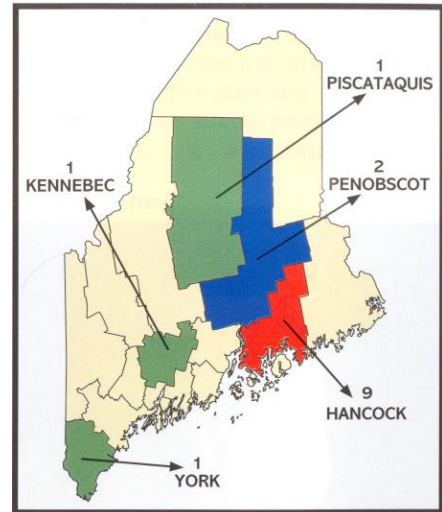 1
PISCATAQUIS
1
KENNEBEC
2
PENOBSCOT
9
HANCOCK
1
YORK